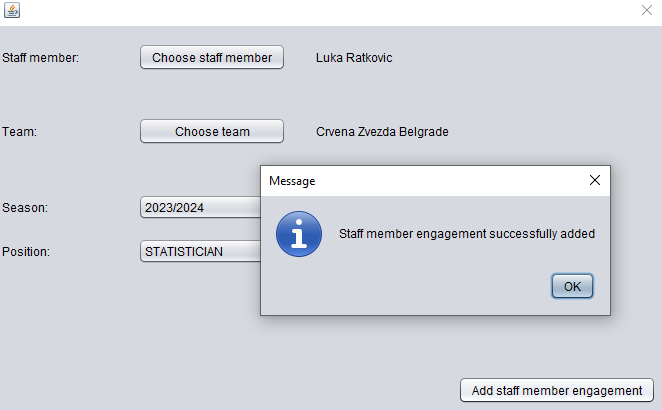 Staff member:
Choose staff member
Luka Ratkovic
Team:
Choose team
Crvena Zvezda Belgrade
Message
Season:
2023/2024
Staff member engagement successfully added
Position:
STATISTICIAN
OK
Add staff member engagement